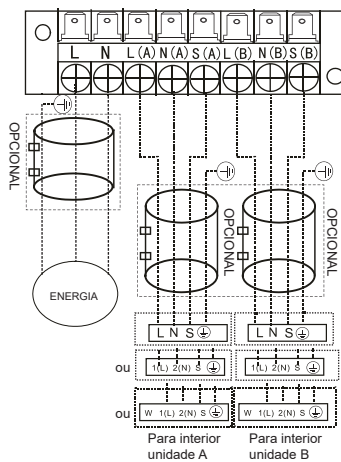 L N L(A) N(A) S(A) L(B) N(B) S(B)
OPCIONAL
OPCIONAL
OPCIONAL
ENERGIA
L N S
L N S
ou
1(L) 2(N) S
1(L) 2(N) S
ou
W 1(L) 2(N) S
W 1(L) 2(N) S
Para interior
unidade A
Para interior
unidade B